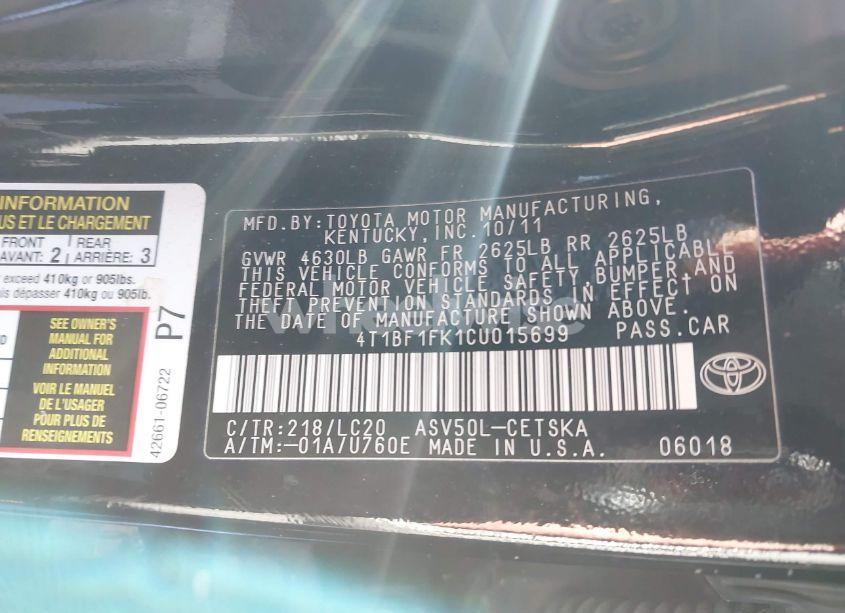 INFORMATION
US ET LE CHARGEMENT
FRONT
AVANT: 2
REAR
ARRIÈRE: 3
exceed 410kg or 905lbs.
is dépasser 410kg ou 905lb.
SEE OWNER'S
MANUAL FOR
ADDITIONAL
INFORMATION
VOIR LE MANUEL
DE L'USAGER
POUR PLUS DE
RENSEIGNEMENTS
P7
42661-06722
MFD.BY:TOYOTA MOTOR MANUFACTURING,
KENTUCKY,INC.10/11
GVWR 4630LB GAWR FR 2625LB RR 2625LB
THIS VEHICLE CONFORMS TO ALL APPLICABLE
FEDERAL MOTOR VEHICLE SAFETY,BUMPER,AND
THEFT PREVENTION STANDARDS IN EFFECT ON
THE DATE OF MANUFACTURE SHOWN ABOVE.
4T1BF1FK1CU015699 PASS.CAR
C/TR:218/LC20 ASV50L-CETSKA
A/TM:-01A/U760E MADE IN U.S.A. 06018